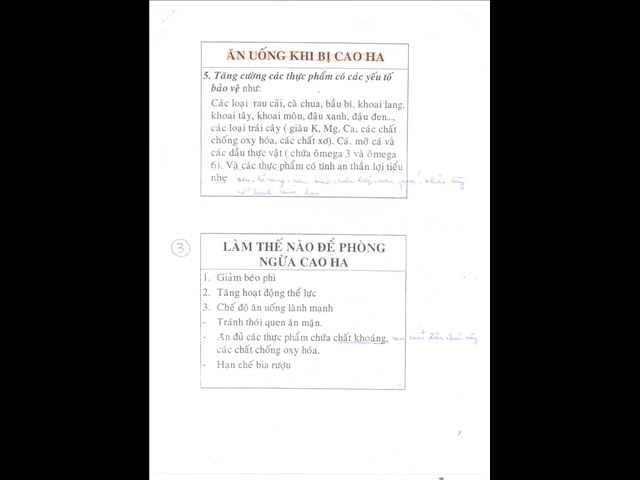 ĂN UỐNG KHI BỊ CAO HA
5. Tăng cường các thực phẩm có các yếu tố
bảo vệ như:
Các loại rau cải, cà chua, bầu bí, khoai lang,
khoai tây, khoai môn, đậu xanh, đậu đen...,
các loại trái cây ( giàu K, Mg, Ca, các chất
chống oxy hóa, các chất xơ). Cá, mỡ cá và
các dầu thực vật ( chứa ômega 3 và ômega
6). Và các thực phẩm có tính an thần lợi tiểu
nhẹ
3
LÀM THẾ NÀO ĐỂ PHÒNG
NGỪA CAO HA
1. Giảm béo phì
2. Tăng hoạt động thể lực
3. Chế độ ăn uống lành mạnh
- Tránh thói quen ăn mặn.
- Ăn đủ các thực phẩm chứa chất khoáng,
các chất chống oxy hóa.
- Hạn chế bia rượu